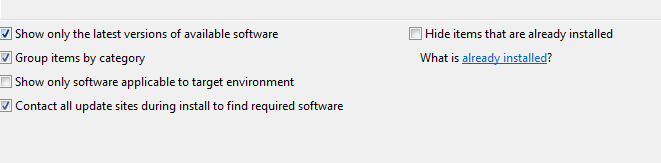 Show only the latest versions of available software
Hide items that are already installed
Group items by category
What is already installed?
Show only software applicable to target environment
Contact all update sites during install to find required software